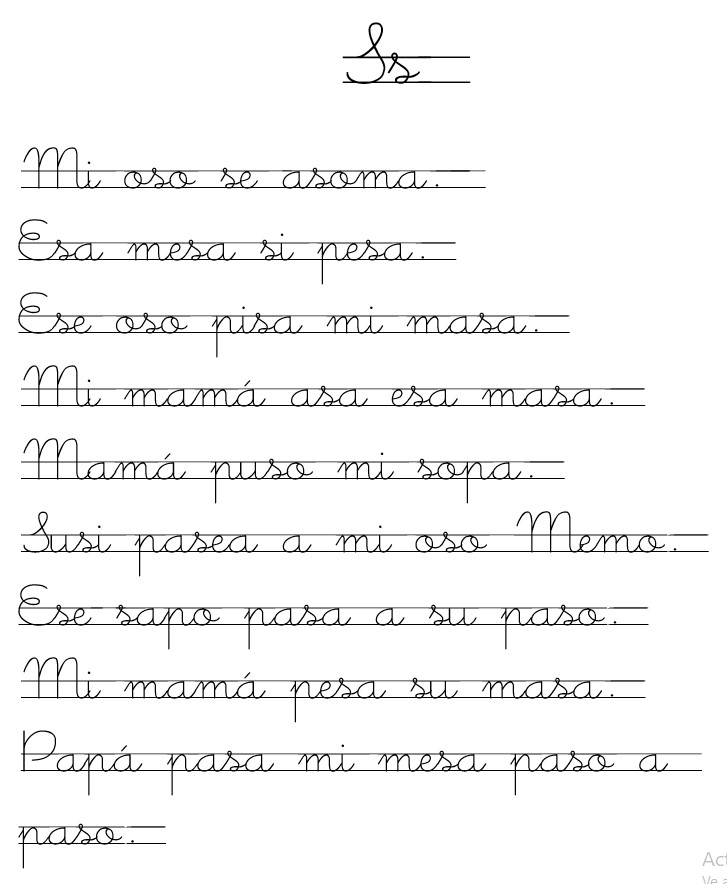 Ss
Mi oso se asoma.
Esa mesa si pesa.
Ese oso pisa mi masa.
Mi mamá asa esa masa.
Mamá puso mi sopa.
Susi pasea a mi oso Memo.
Ese sapo pasa a su paso.
Mi mamá pesa su masa.
Papá pasa mi mesa paso a
paso.